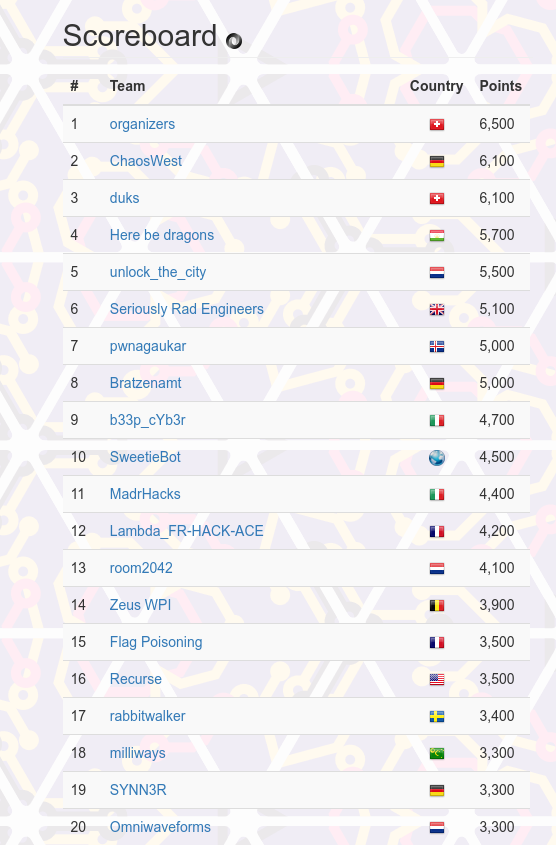 Scoreboard
# Team Country Points
1 organizers 6,500
2 ChaosWest 6,100
3 duks 6,100
4 Here be dragons 5,700
5 unlock_the_city 5,500
6 Seriously Rad Engineers 5,100
7 pwnagaukar 5,000
8 Bratzenamt 5,000
9 b33p_cYb3r 4,700
10 SweetieBot 4,500
11 MadrHacks 4,400
12 Lambda_FR-HACK-ACE 4,200
13 room2042 4,100
14 Zeus WPI 3,900
15 Flag Poisoning 3,500
16 Recurse 3,500
17 rabbitwalker 3,400
18 milliways 3,300
19 SYNN3R 3,300
20 Omniwaveforms 3,300